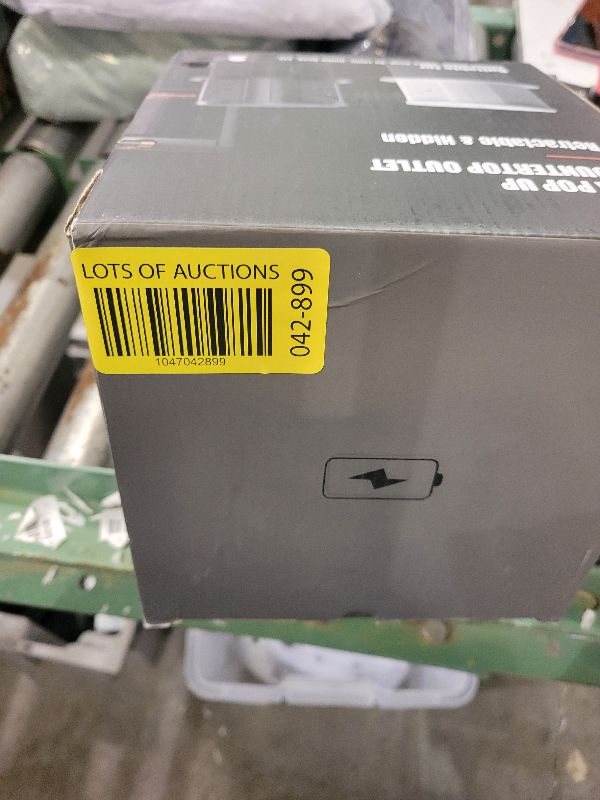 LOTS OF AUCTIONS
042-899
1047042899
POP UP
COUNTERTOP OUTLET
Retractable & Hidden